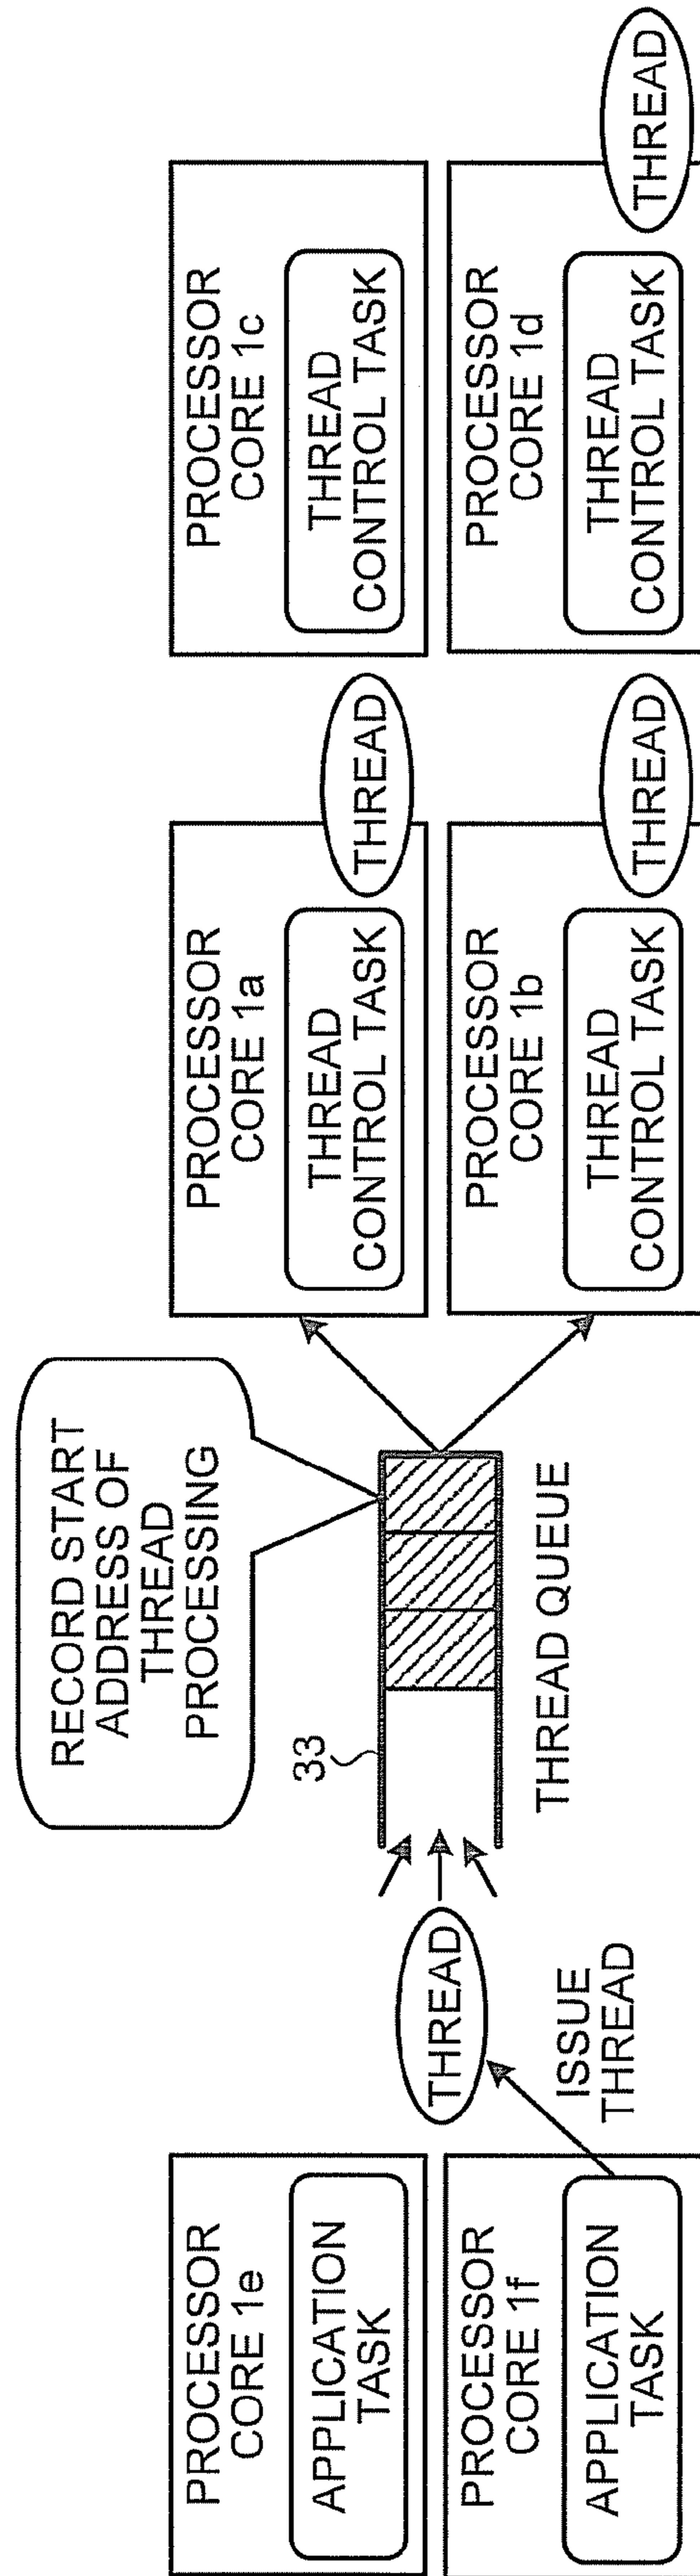 PROCESSOR
CORE 1e
APPLICATION
TASK
PROCESSOR
CORE 1f
APPLICATION
TASK
ISSUE
THREAD
THREAD
33
RECORD START
ADDRESS OF
THREAD
PROCESSING
THREAD QUEUE
PROCESSOR
CORE 1a
THREAD
CONTROL TASK
THREAD
PROCESSOR
CORE 1b
THREAD
CONTROL TASK
THREAD
PROCESSOR
CORE 1c
THREAD
CONTROL TASK
PROCESSOR
CORE 1d
THREAD
CONTROL TASK
THREAD